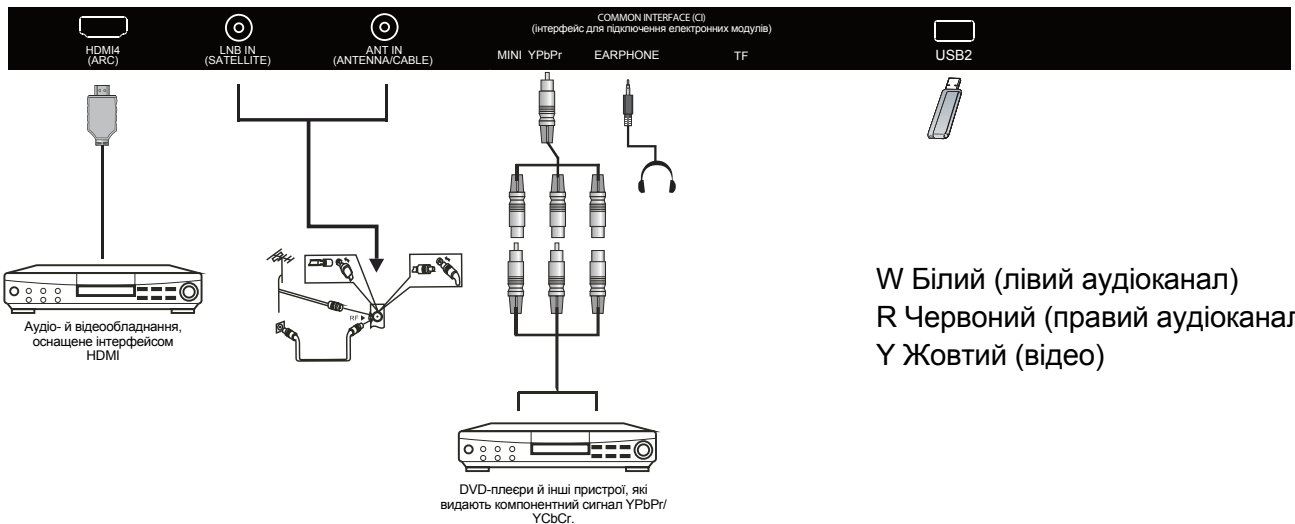 COMMON INTERFACE (CI)
(інтерфейс для підключення електронних модулів)
HDMI4
(ARC)
LNB IN
(SATELLITE)
ANT IN
(ANTENNA/CABLE)
MINI YPbPr
EARPHONE
TF
USB2
RF
Аудіо- й відеообладнання,
оснащене інтерфейсом
HDMI
W Білий (лівий аудіоканал)
R Червоний (правий аудіоканал
Y Жовтий (відео)
DVD-плеєри й інші пристрої, які
видають компонентний сигнал YPbPr/
YCbCr.